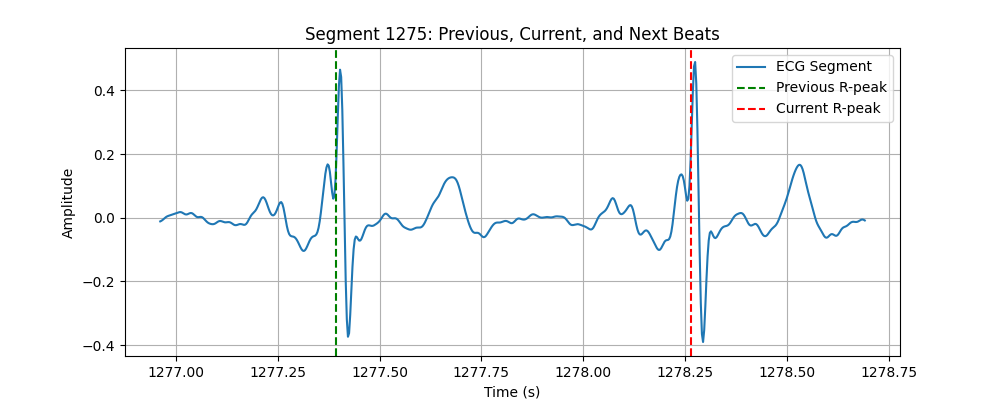 Segment 1275: Previous, Current, and Next Beats
ECG Segment
Previous R-peak
Current R-peak
Amplitude
0.4
0.2
0.0
−0.2
−0.4
1277.00 1277.25 1277.50 1277.75 1278.00 1278.25 1278.50 1278.75
Time (s)